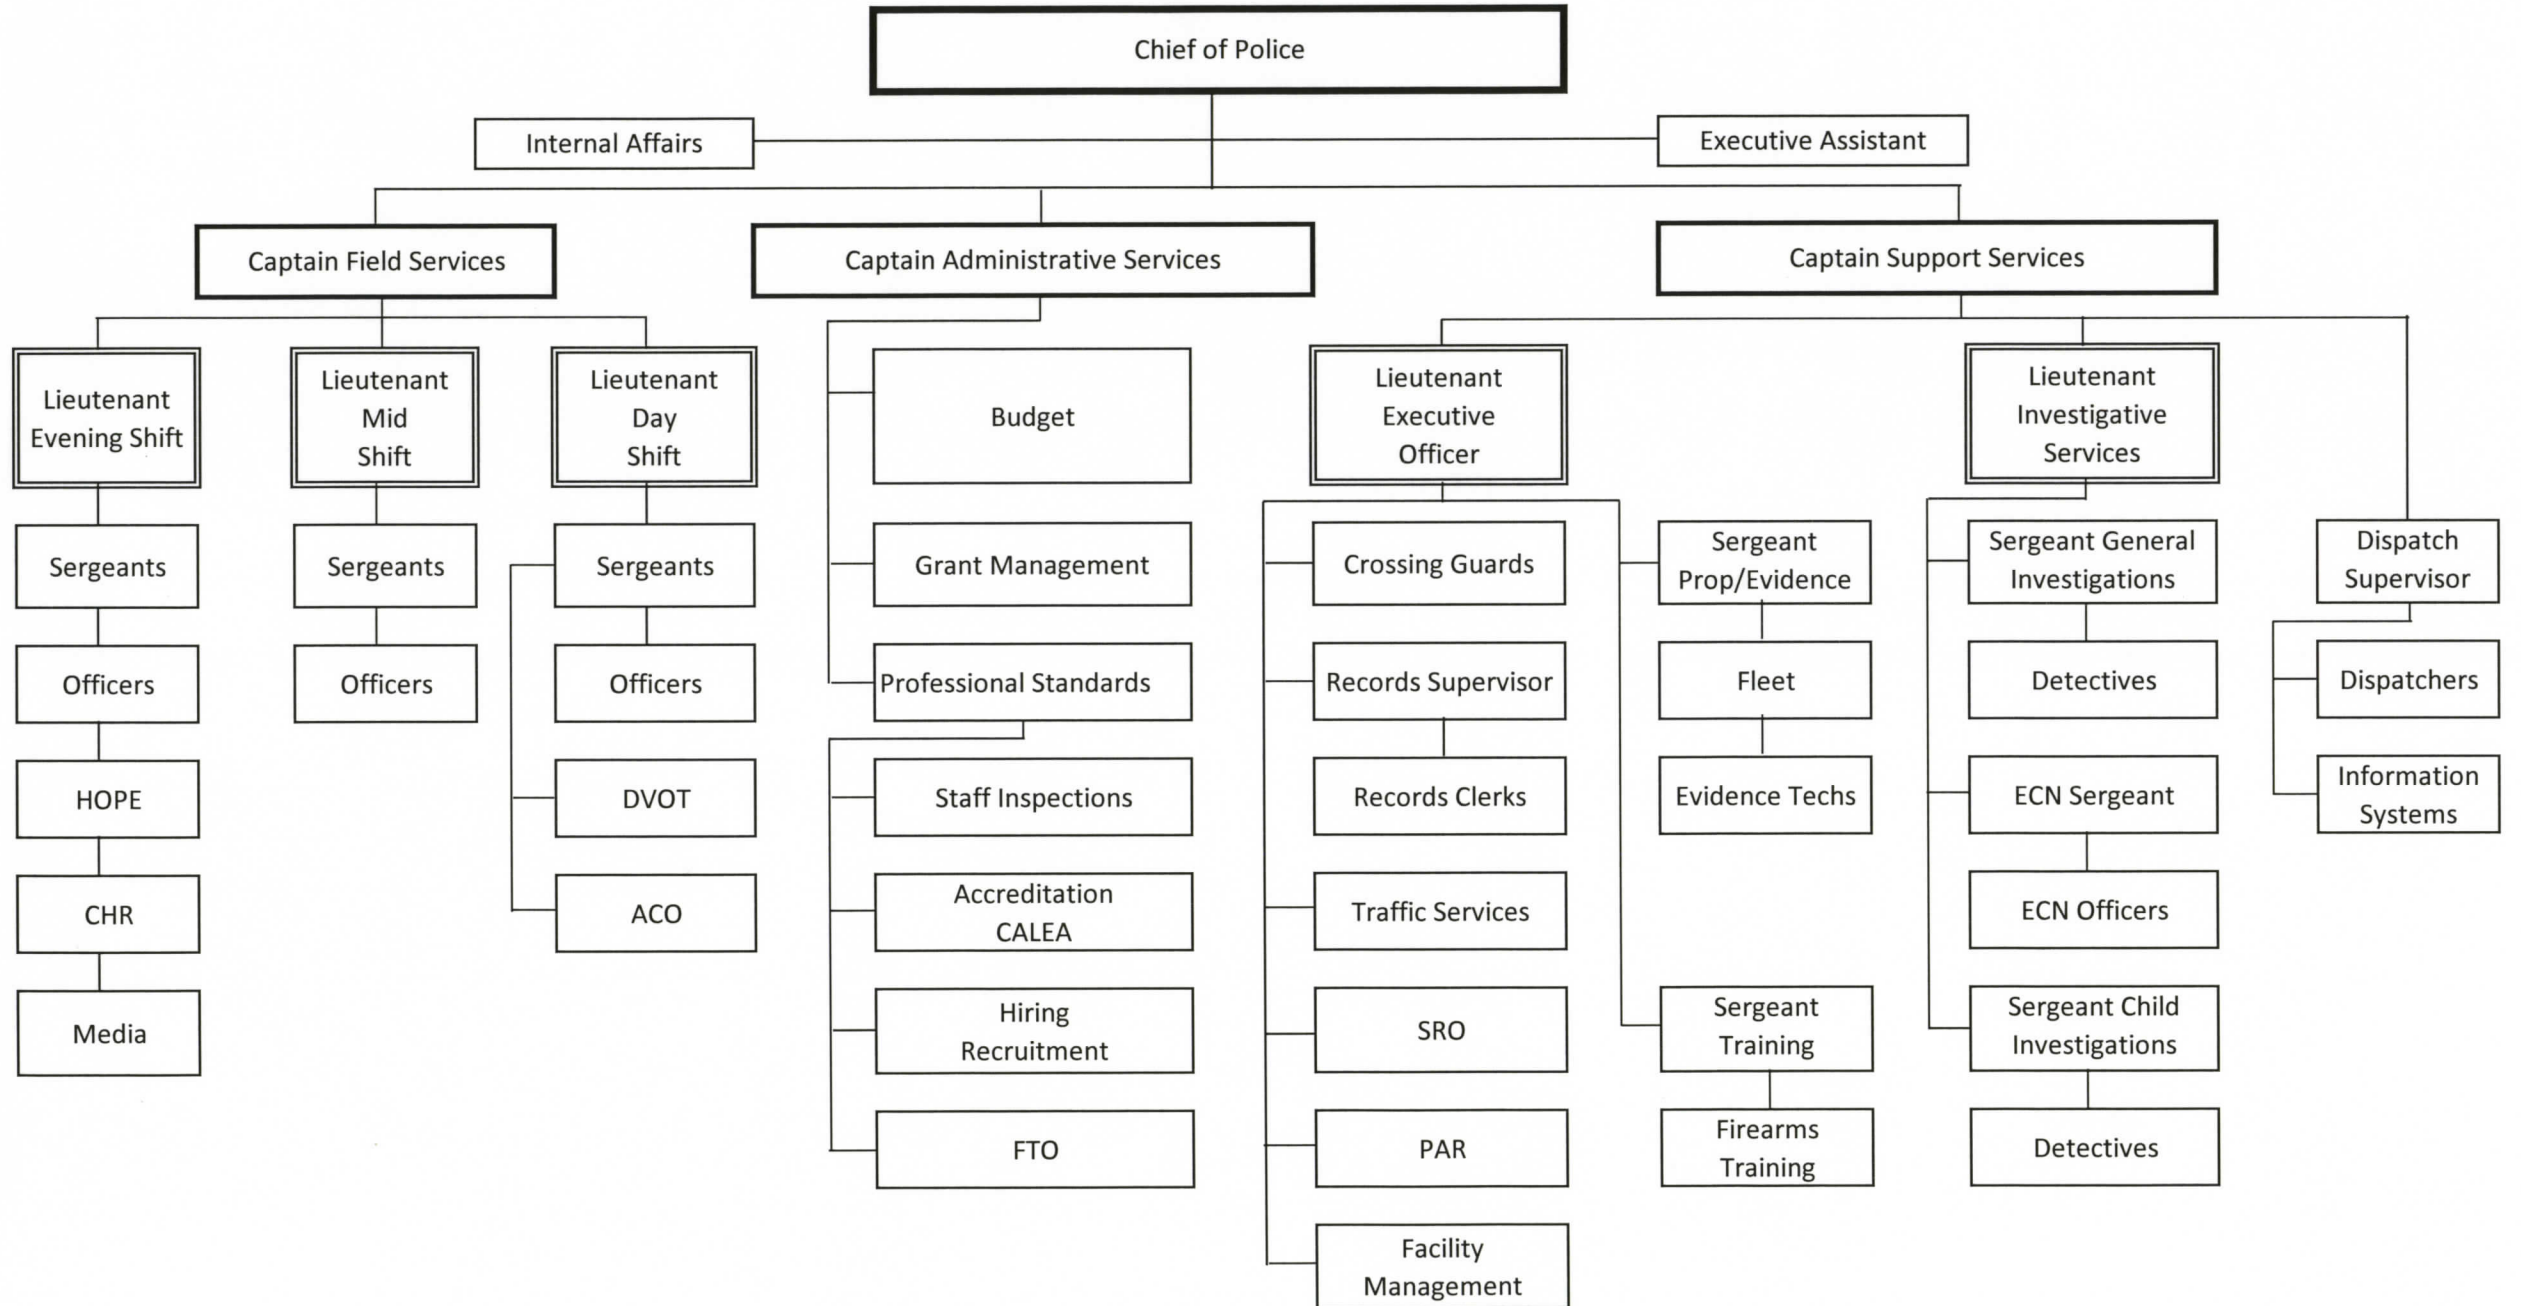 Chief of Police
Internal Affairs
Executive Assistant
Captain Field Services
Captain Administrative Services
Captain Support Services
Lieutenant
Evening Shift
Lieutenant
Mid
Shift
Lieutenant
Day
Shift
Budget
Lieutenant
Executive
Officer
Lieutenant
Investigative
Services
Sergeants
Sergeants
Sergeants
Grant Management
Crossing Guards
Sergeant
Prop/Evidence
Sergeant General
Investigations
Dispatch
Supervisor
Officers
Officers
Officers
Professional Standards
Records Supervisor
Fleet
Detectives
Dispatchers
HOPE
DVOT
Staff Inspections
Records Clerks
Evidence Techs
ECN Sergeant
Information
Systems
CHR
ACO
Accreditation
CALEA
Traffic Services
ECN Officers
Media
Hiring
Recruitment
SRO
Sergeant
Training
Sergeant Child
Investigations
FTO
PAR
Firearms
Training
Detectives
Facility
Management